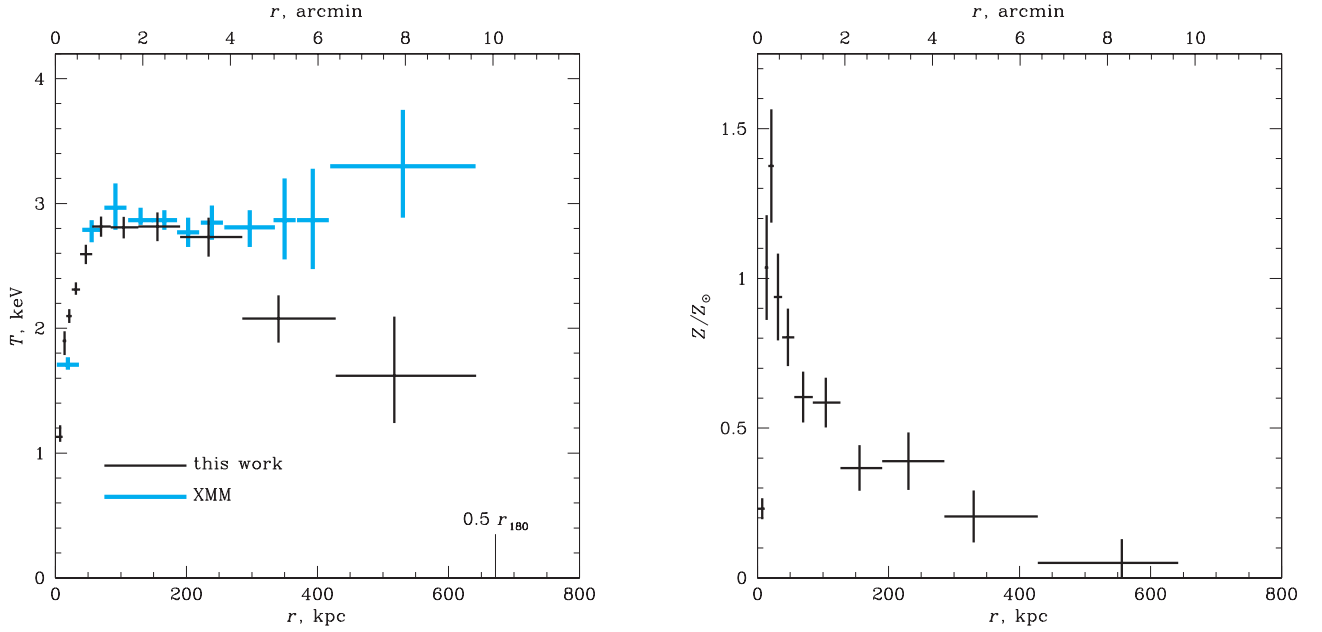 r, arcmin
0 2 4 6 8 10
4
3
2
1
0
T, keV
this work
XMM
0.5 r₁₈₀
0 200 400 600 800
r, kpc
r, arcmin
0 2 4 6 8 10
1.5
1
0.5
0
Z/Z☉
0 200 400 600 800
r, kpc